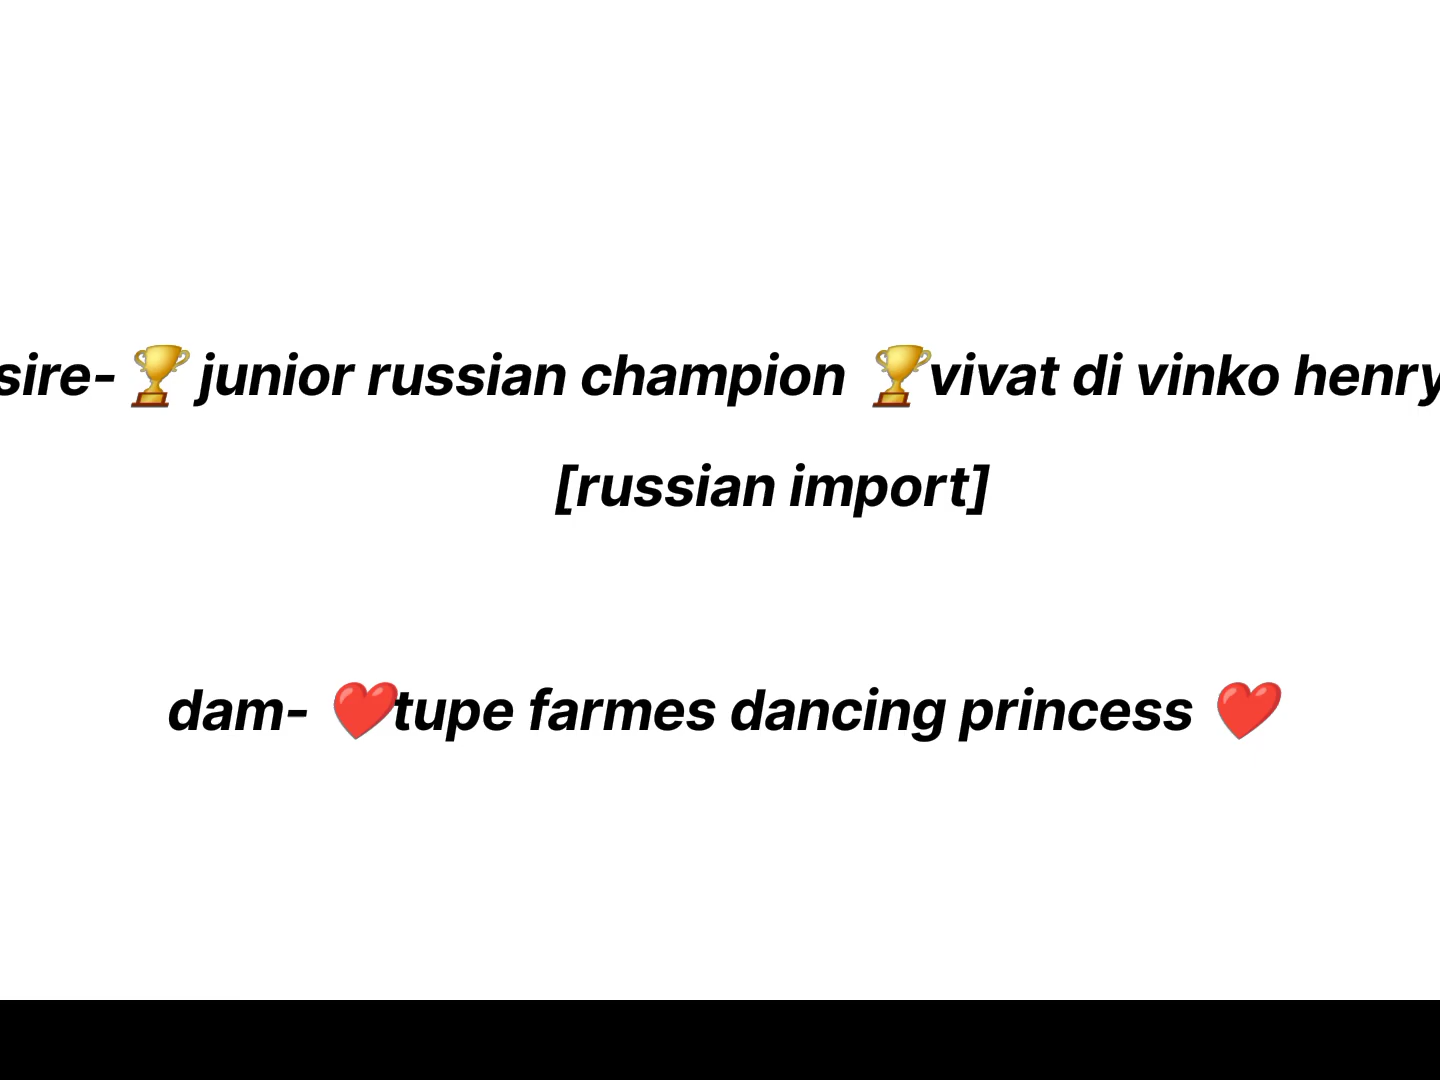 sire-🏆 junior russian champion 🏆vivat di vinko henry
[russian import]
dam- ❤️tupe farmes dancing princess ❤️